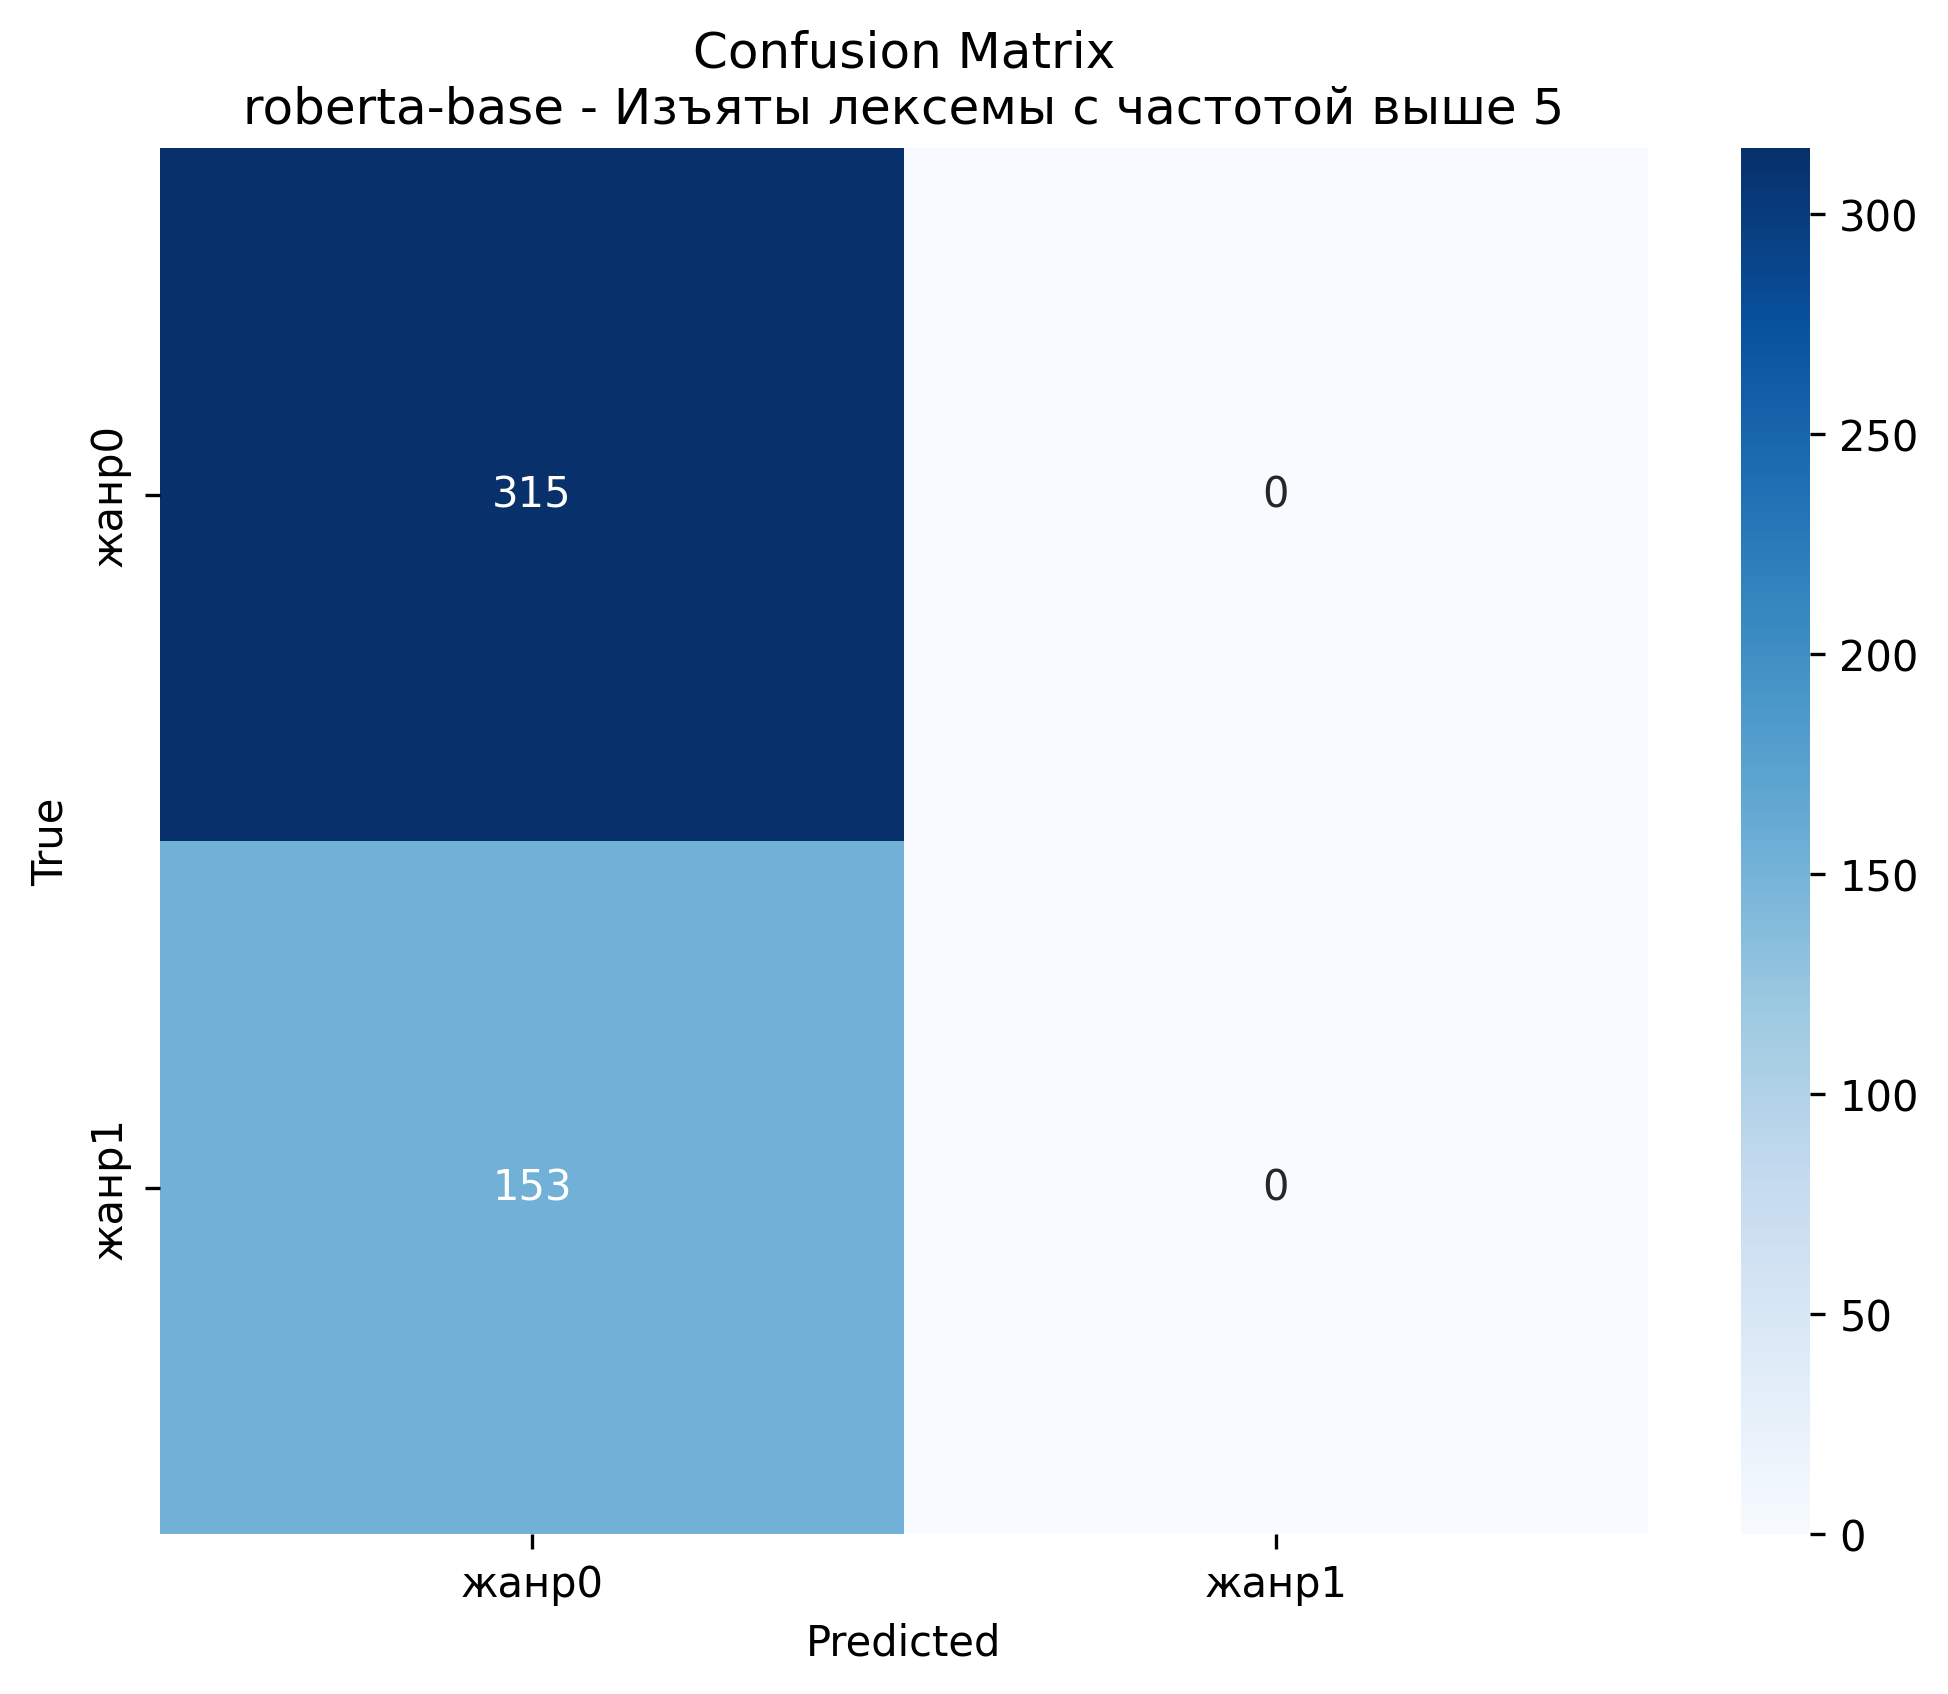 Confusion Matrix
roberta-base - Изъяты лексемы с частотой выше 5
True
жанр0
жанр1
315
0
153
0
жанр0
жанр1
Predicted
300
250
200
150
100
50
0